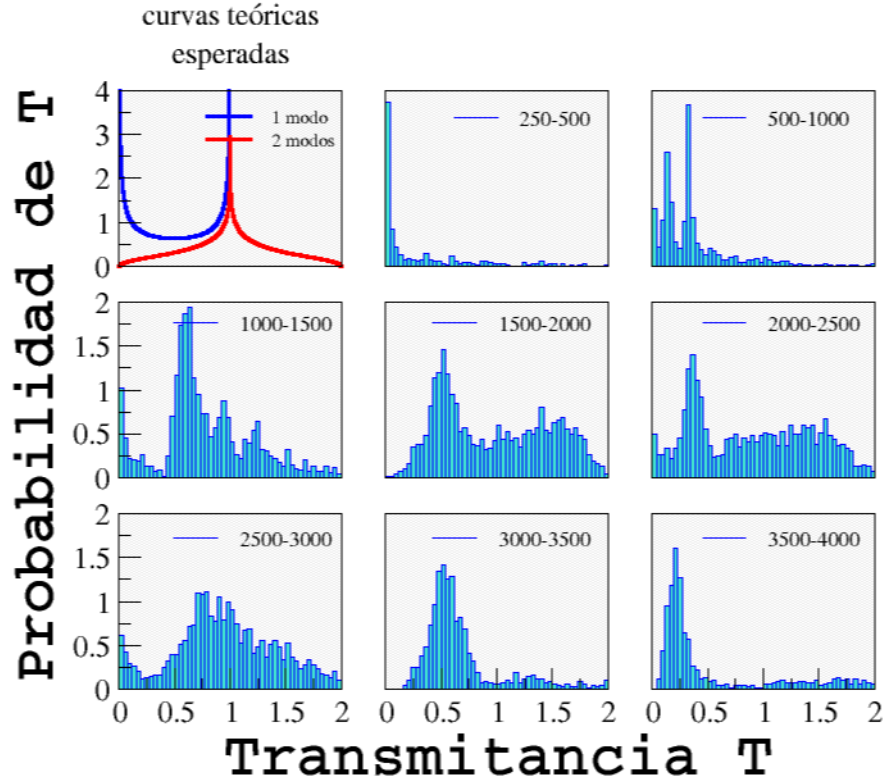 curvas teóricas
esperadas
Probabilidad de T
4
3
2
1
0
1 modo
2 modos
250-500
500-1000
2
1.5
1
0.5
0
1000-1500
1500-2000
2000-2500
2
1.5
1
0.5
0
2500-3000
3000-3500
3500-4000
0 0.5 1 1.5 2
0 0.5 1 1.5 2
0 0.5 1 1.5 2
Transmitancia T